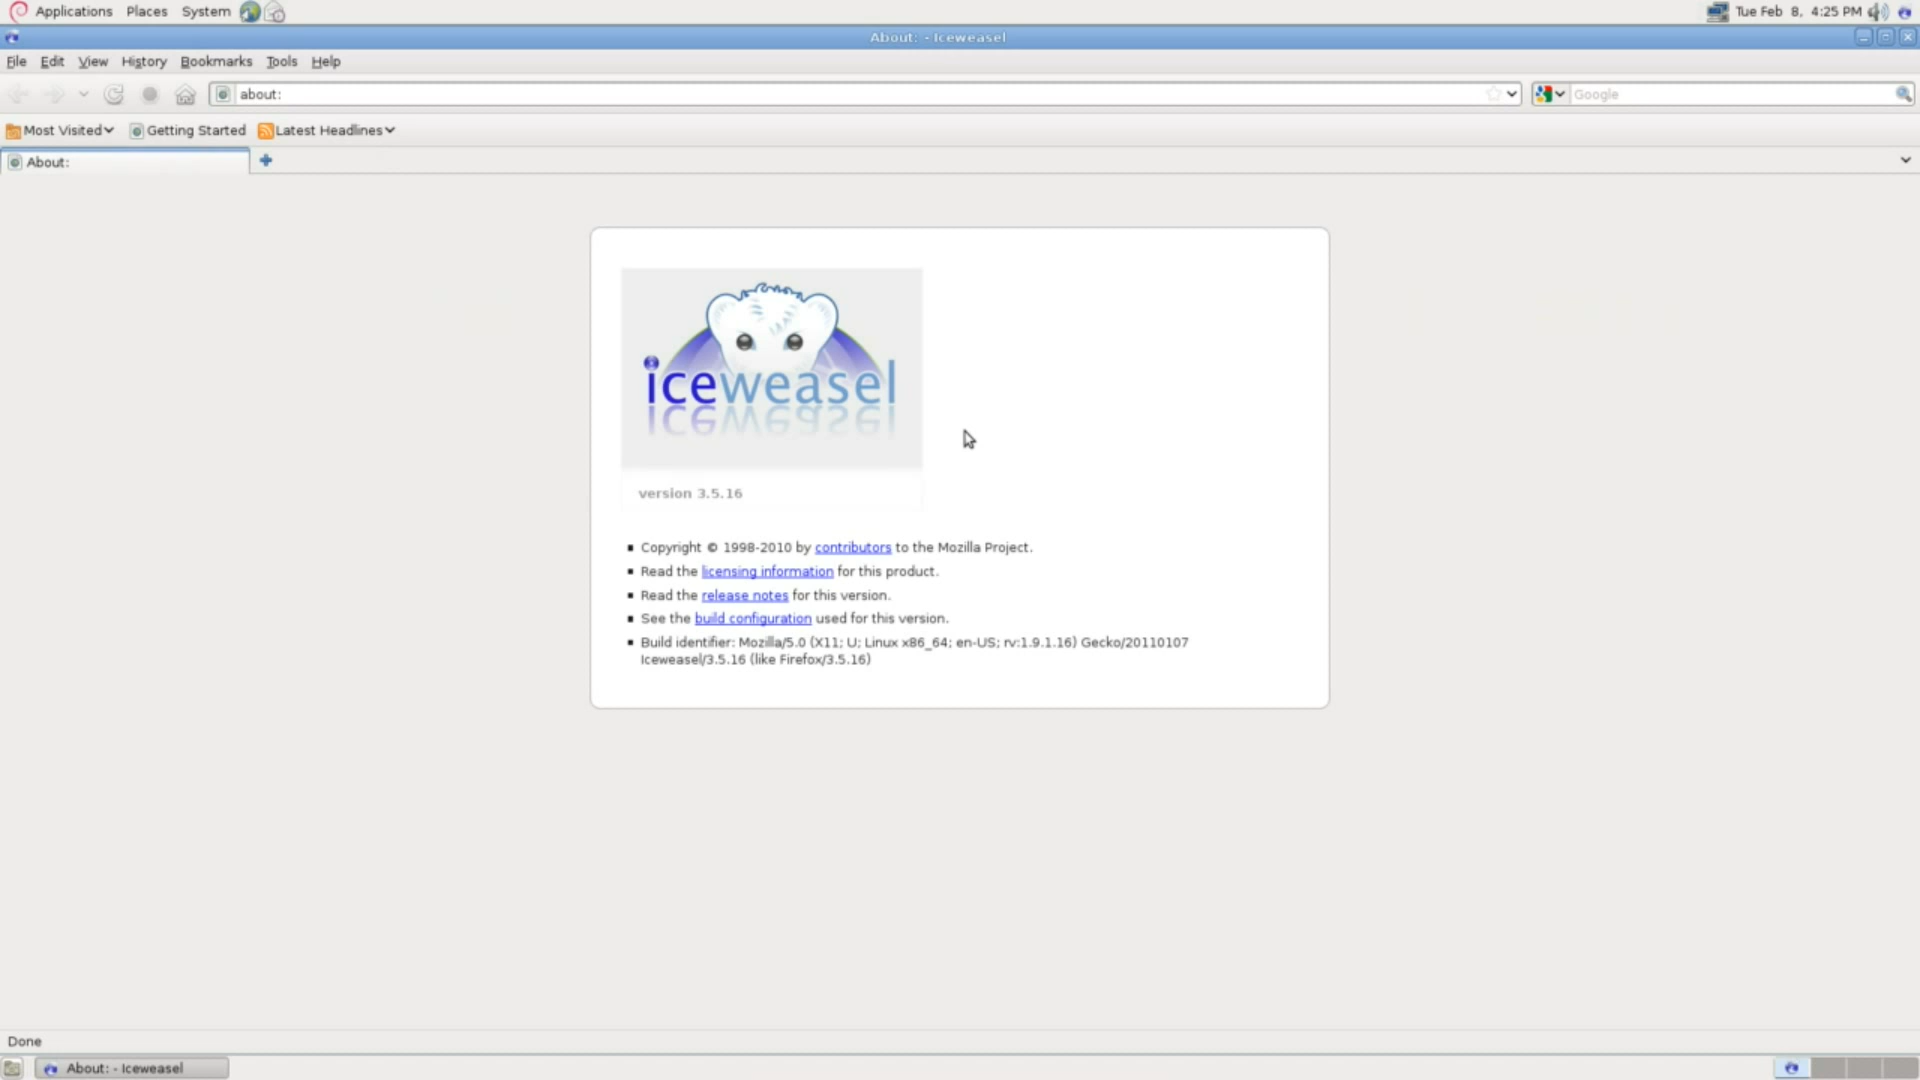 Applications Places System
Tue Feb 8, 4:25 PM
About: - Iceweasel
File Edit View History Bookmarks Tools Help
about:
Google
Most Visited Getting Started Latest Headlines
About:
iceweasel
version 3.5.16
Copyright © 1998-2010 by contributors to the Mozilla Project.
Read the licensing information for this product.
Read the release notes for this version.
See the build configuration used for this version.
Build identifier: Mozilla/5.0 (X11; U; Linux x86_64; en-US; rv:1.9.1.16) Gecko/20110107
Iceweasel/3.5.16 (like Firefox/3.5.16)
Done
About: - Iceweasel